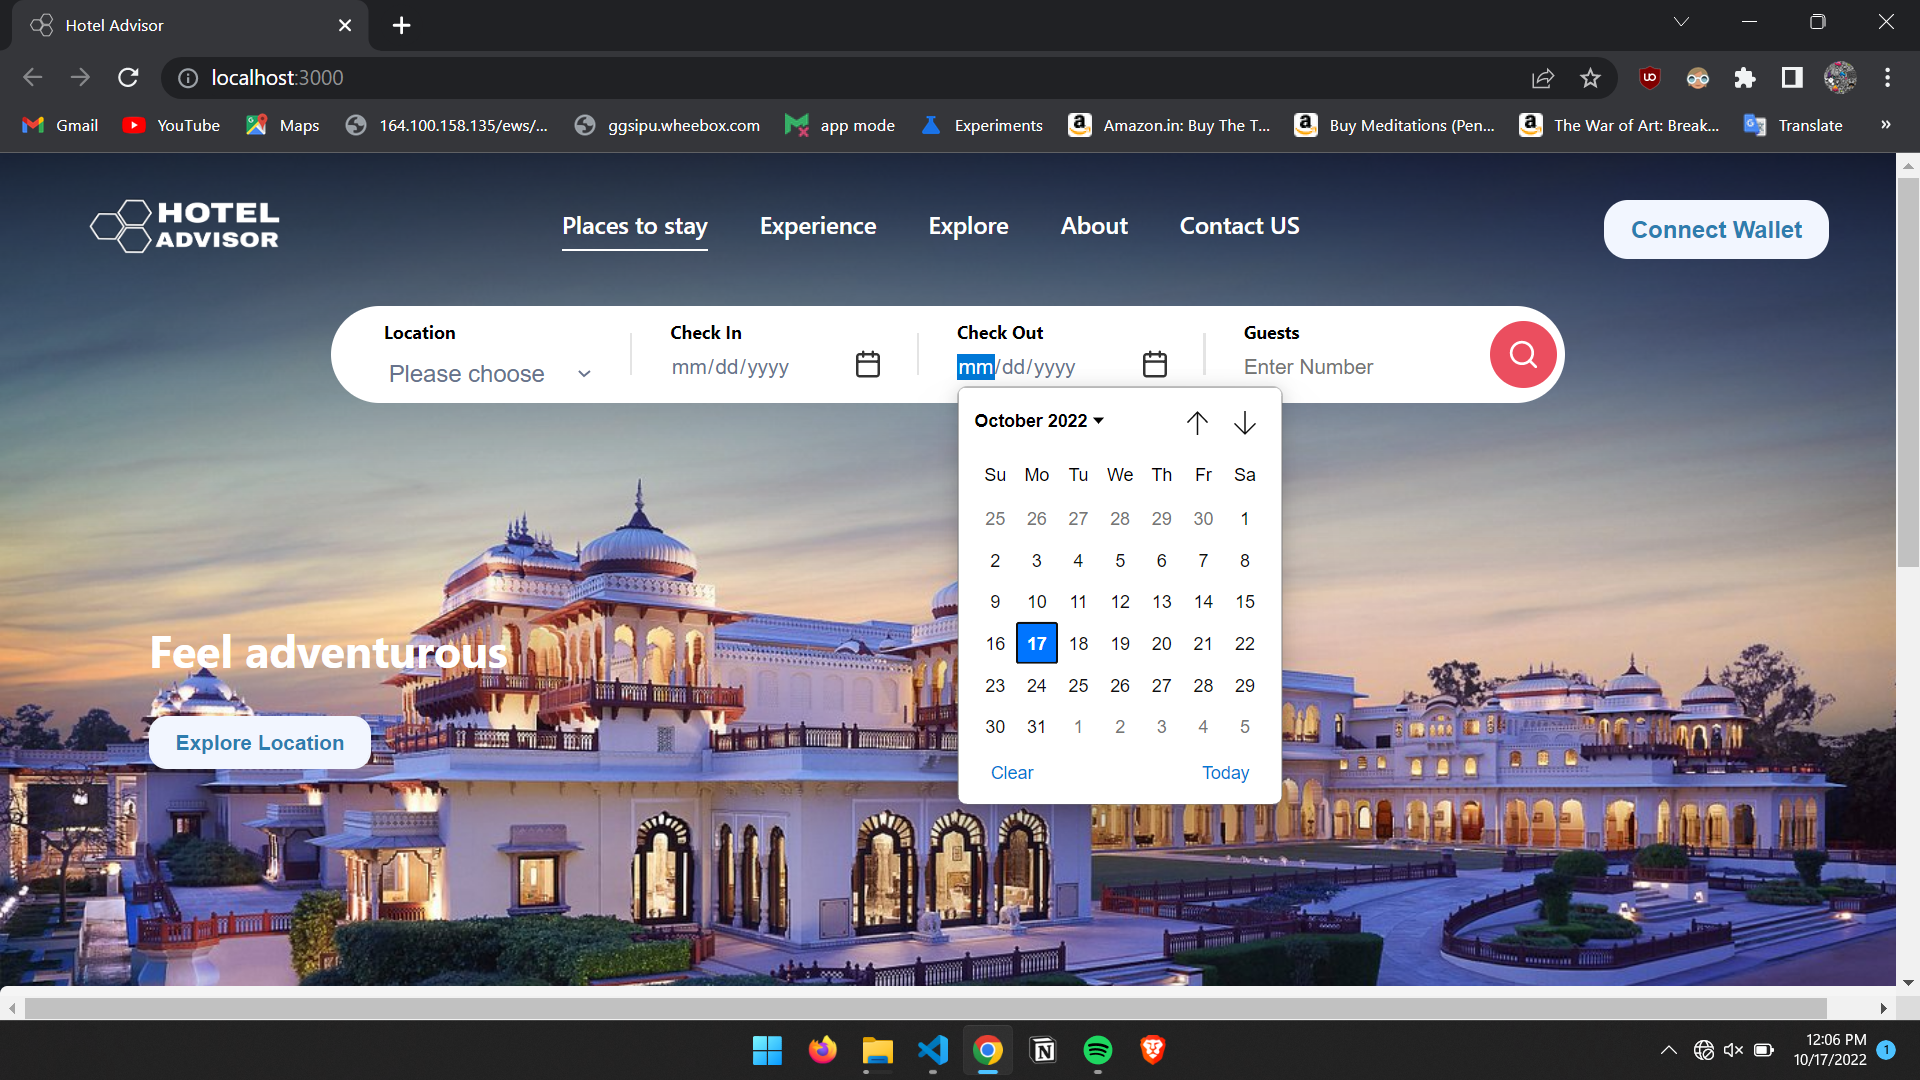 Hotel Advisor
localhost:3000
Gmail YouTube Maps 164.100.158.135/ews/... ggsipu.wheebox.com app mode Experiments Amazon.in: Buy The T... Buy Meditations (Pen... The War of Art: Break... Translate »
HOTEL
ADVISOR
Places to stay Experience Explore About Contact US
Connect Wallet
Location Check In Check Out Guests
Please choose mm/dd/yyyy mm/dd/yyyy Enter Number
October 2022
Su Mo Tu We Th Fr Sa
25 26 27 28 29 30 1
2 3 4 5 6 7 8
9 10 11 12 13 14 15
16 17 18 19 20 21 22
23 24 25 26 27 28 29
30 31 1 2 3 4 5
Clear Today
Feel adventurous
Explore Location
12:06 PM
10/17/2022
1